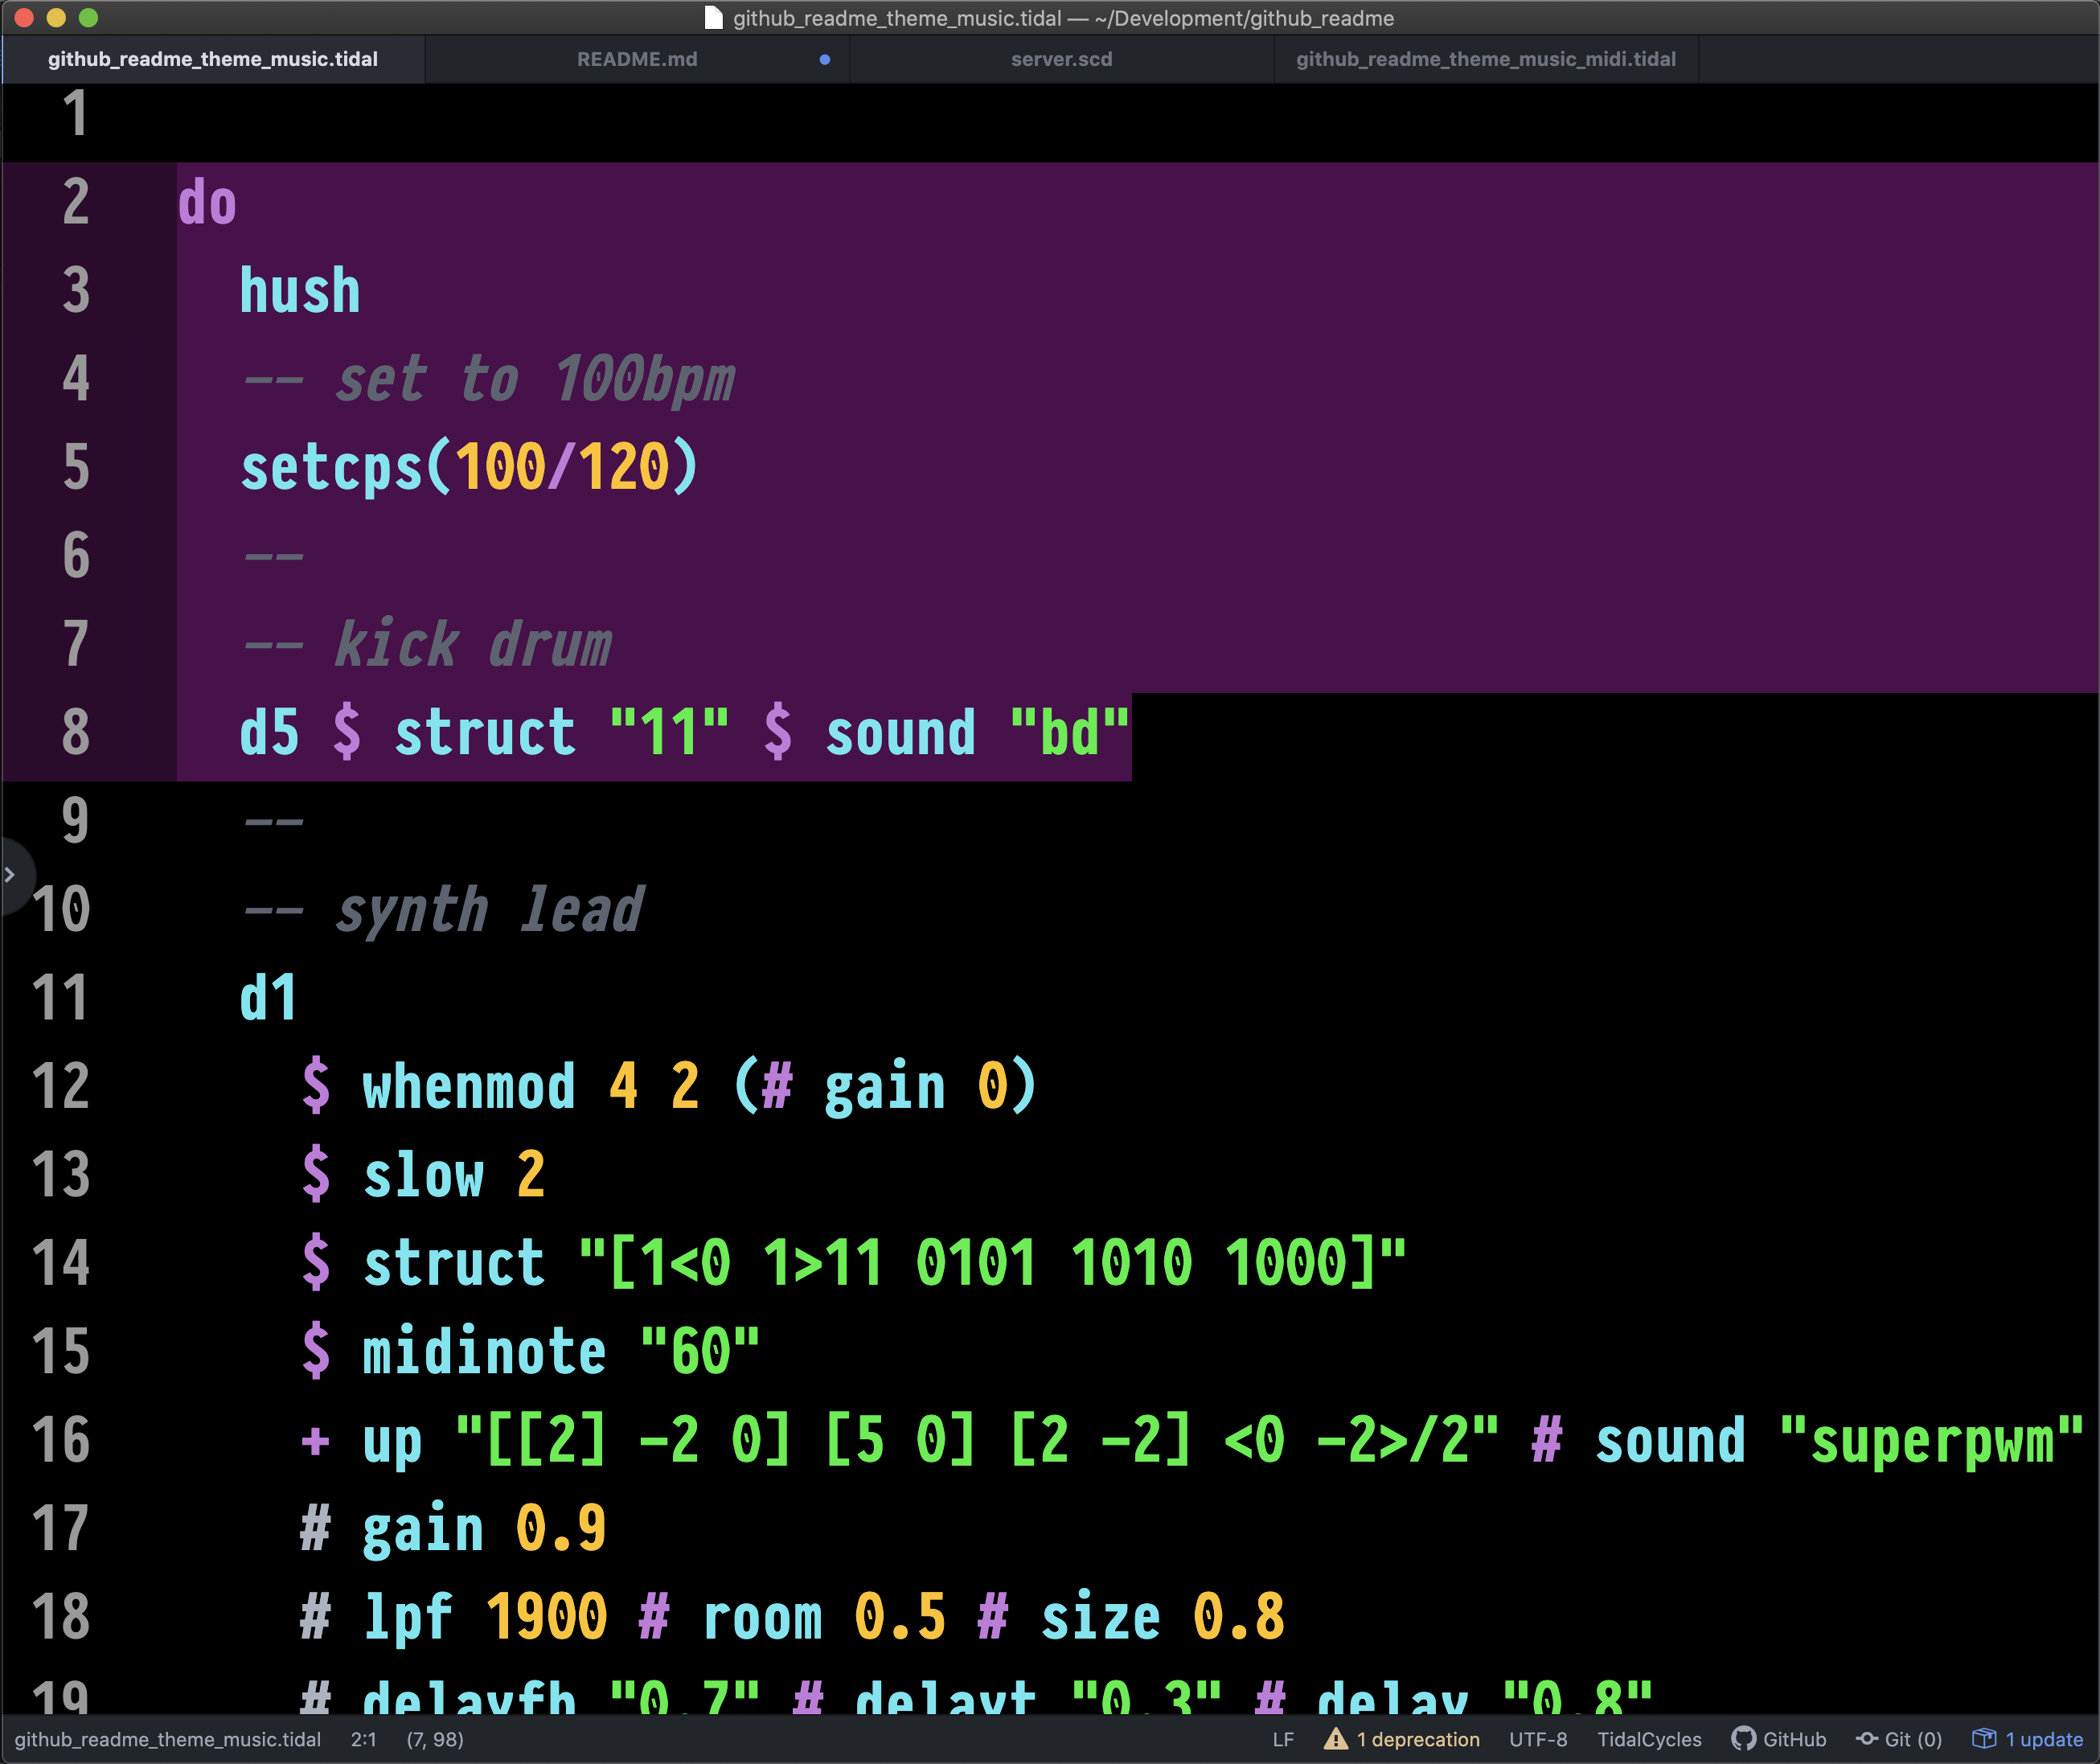 github_readme_theme_music.tidal — ~/Development/github_readme
github_readme_theme_music.tidal README.md server.scd github_readme_theme_music_midi.tidal
1
2 do
3 hush
4 -- set to 100bpm
5 setcps(100/120)
6 --
7 -- kick drum
8 d5 $ struct "11" $ sound "bd"
9 --
10 -- synth lead
11 d1
12 $ whenmod 4 2 (# gain 0)
13 $ slow 2
14 $ struct "[1<0 1>11 0101 1010 1000]"
15 $ midinote "60"
16 + up "[[2] -2 0] [5 0] [2 -2] <0 -2>/2" # sound "superpwm"
17 # gain 0.9
18 # lpf 1900 # room 0.5 # size 0.8
19 # delayfb "0.7" # delayt "0.3" # delay "0.8"
github_readme_theme_music.tidal 2:1 (7, 98) LF 1 deprecation UTF-8 TidalCycles GitHub Git (0) 1 update